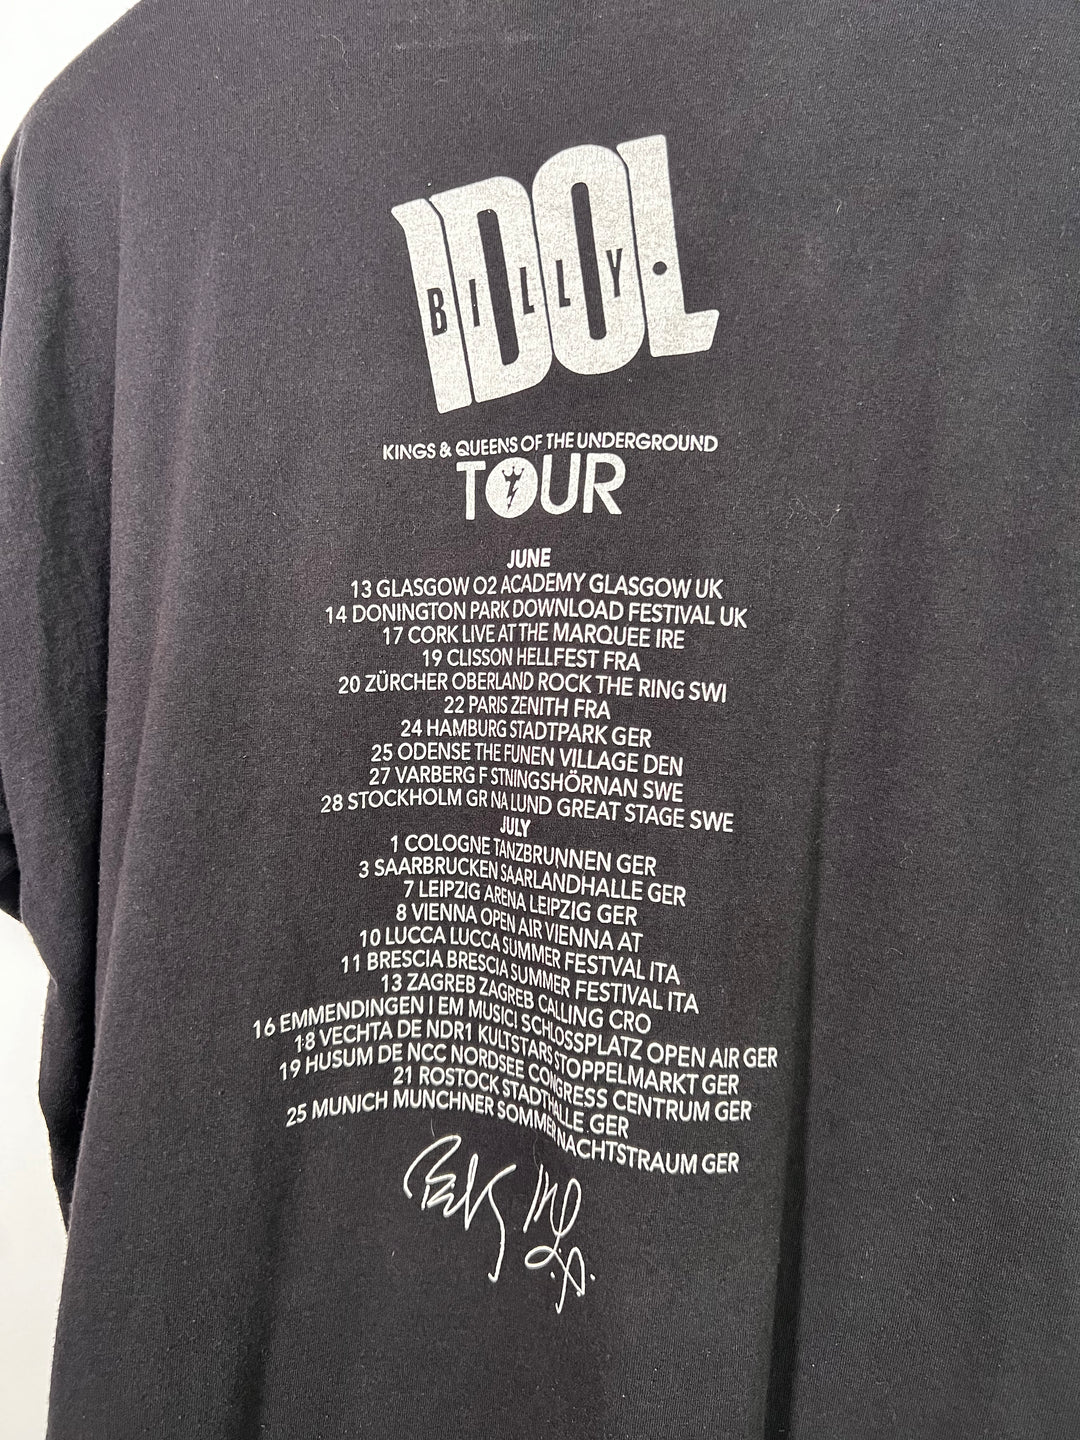 IDOL
BILLY
KINGS & QUEENS OF THE UNDERGROUND
TOUR
JUNE
13 GLASGOW O2 ACADEMY GLASGOW UK
14 DONINGTON PARK DOWNLOAD FESTIVAL UK
17 CORK LIVE AT THE MARQUEE IRE
19 CLISSON HELLFEST FRA
20 ZÜRCHER OBERLAND ROCK THE RING SWI
22 PARIS ZENITH FRA
24 HAMBURG STADTPARK GER
25 ODENSE THE FUNEN VILLAGE DEN
27 VARBERG F STNINGSHÖRNAN SWE
28 STOCKHOLM GR NA LUND GREAT STAGE SWE
JULY
1 COLOGNE TANZBRUNNEN GER
3 SAARBRUCKEN SAARLANDHALLE GER
7 LEIPZIG ARENA LEIPZIG GER
8 VIENNA OPEN AIR VIENNA AT
10 LUCCA LUCCA SUMMER FESTVAL ITA
11 BRESCIA BRESCIA SUMMER FESTIVAL ITA
13 ZAGREB ZAGREB CALLING CRO
16 EMMENDINGEN I EM MUSIC! SCHLOSSPLATZ OPEN AIR GER
18 VECHTA DE NDR1 KULTSTARS STOPPELMARKT GER
19 HUSUM DE NCC NORDSEE CONGRESS CENTRUM GER
21 ROSTOCK STADTHALLE GER
25 MUNICH MUNCHNER SOMMERNACHTSTRAUM GER